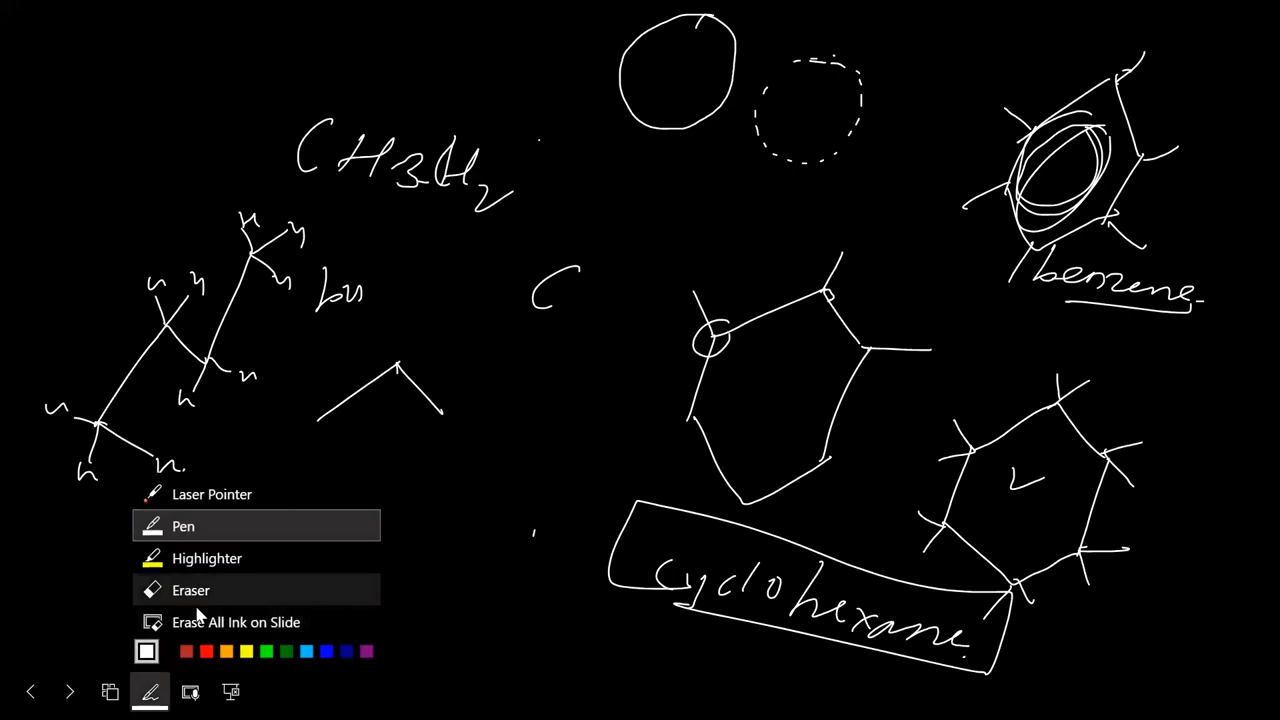 CH3CH2
H
H
H
H
H
C
benzene
H
H
H
H
H
cyclohexane
Laser Pointer
Pen
Highlighter
Eraser
Erase All Ink on Slide